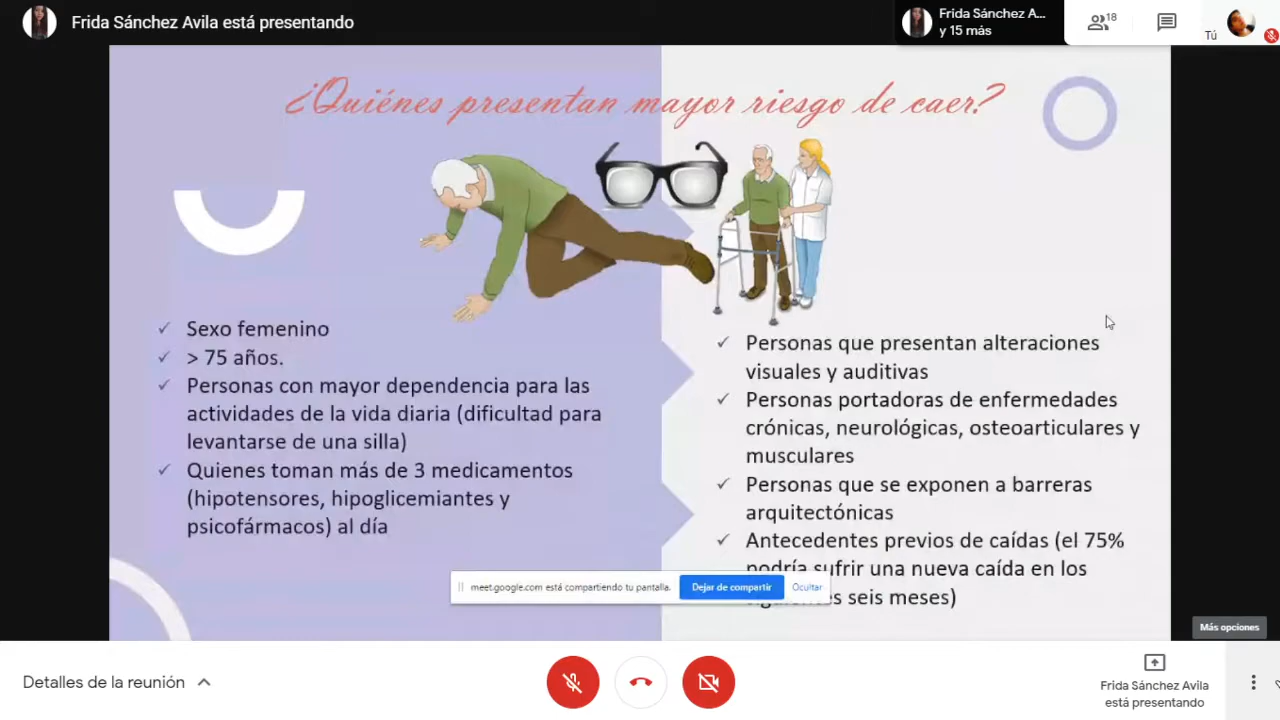 Frida Sánchez Avila está presentando
Frida Sánchez A...
y 15 más
18
Tú
¿Quiénes presentan mayor riesgo de caer?
Sexo femenino
> 75 años.
Personas con mayor dependencia para las
actividades de la vida diaria (dificultad para
levantarse de una silla)
Quienes toman más de 3 medicamentos
(hipotensores, hipoglicemiantes y
psicofármacos) al día
Personas que presentan alteraciones
visuales y auditivas
Personas portadoras de enfermedades
crónicas, neurológicas, osteoarticulares y
musculares
Personas que se exponen a barreras
arquitectónicas
Antecedentes previos de caídas (el 75%
podría sufrir una nueva caída en los
seis meses)
meet.google.com está compartiendo tu pantalla.
Dejar de compartir
Ocultar
Más opciones
Detalles de la reunión
Frida Sánchez Avila
está presentando